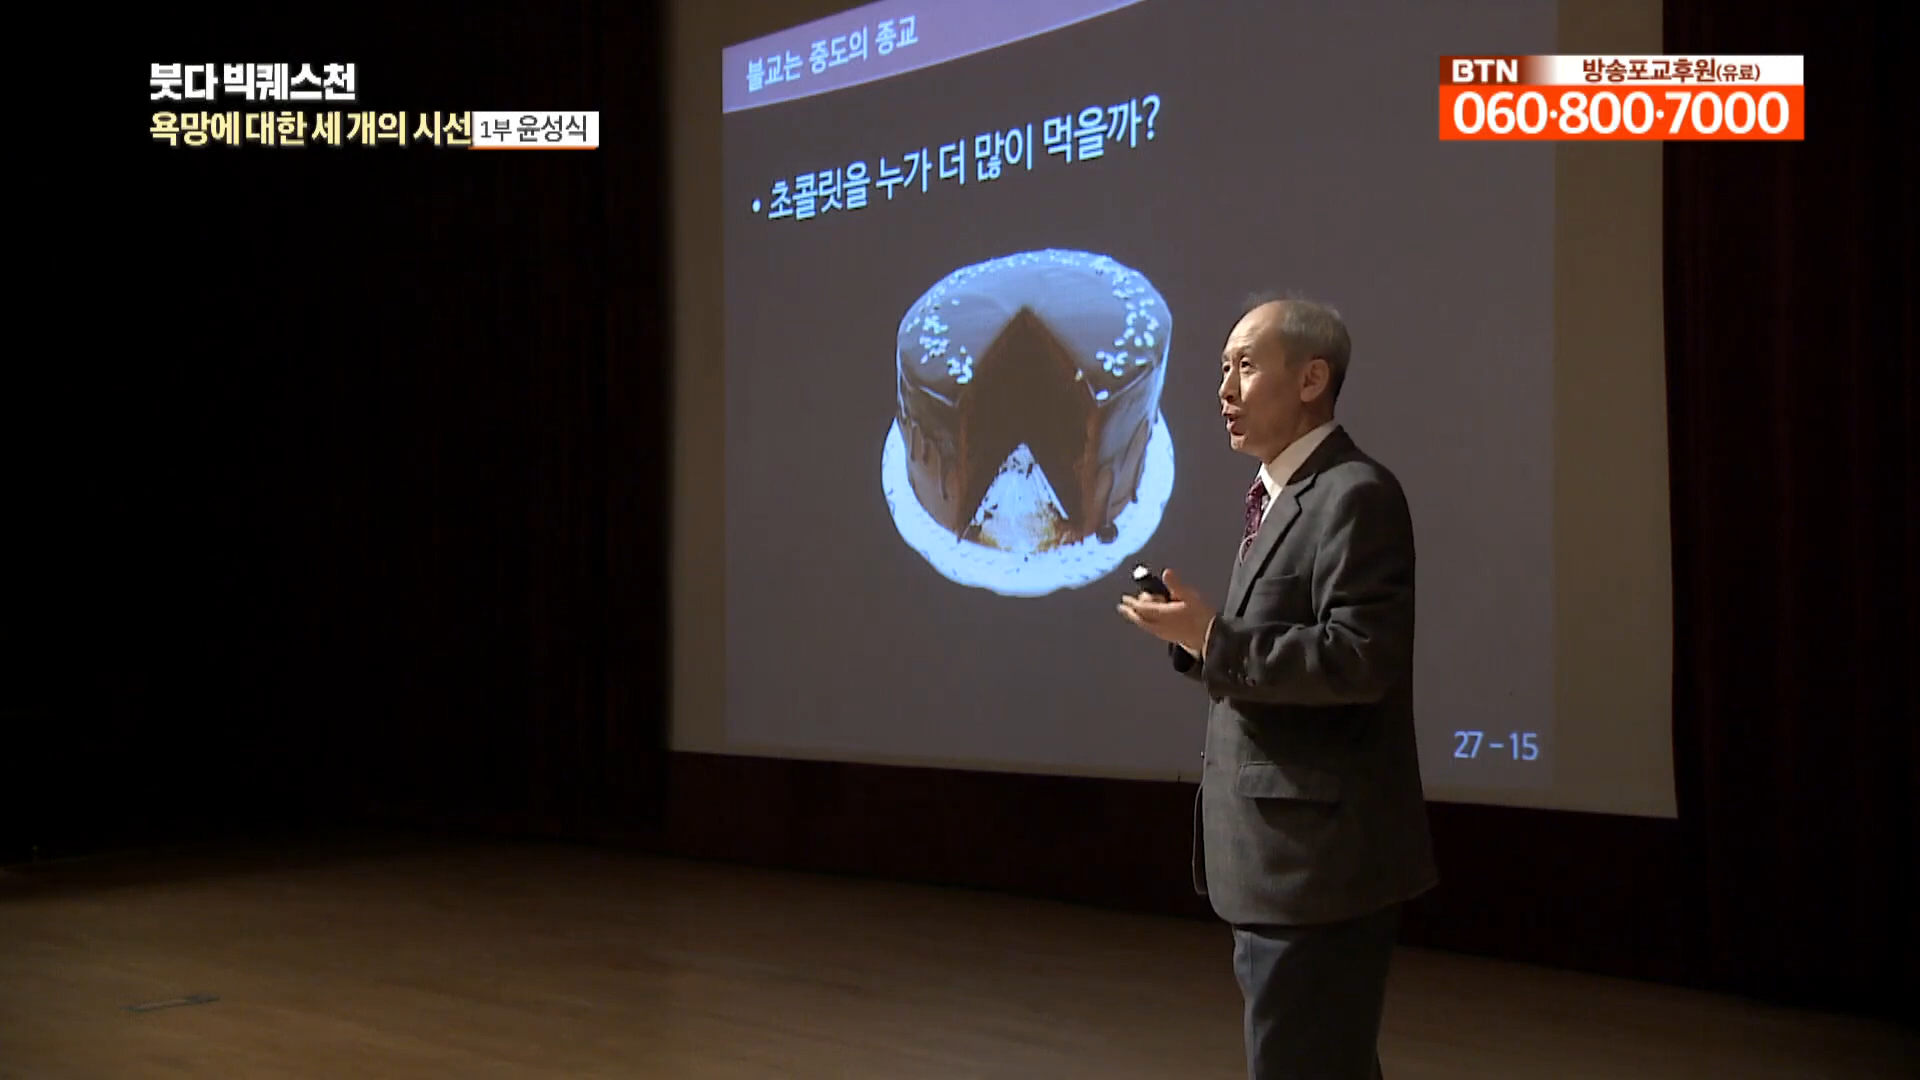 붓다 빅퀘스천
욕망에 대한 세 개의 시선 1부 윤성식
BTN 방송포교후원(유료)
060·800·7000
불교는 중도의 종교
• 초콜릿을 누가 더 많이 먹을까?
27-15